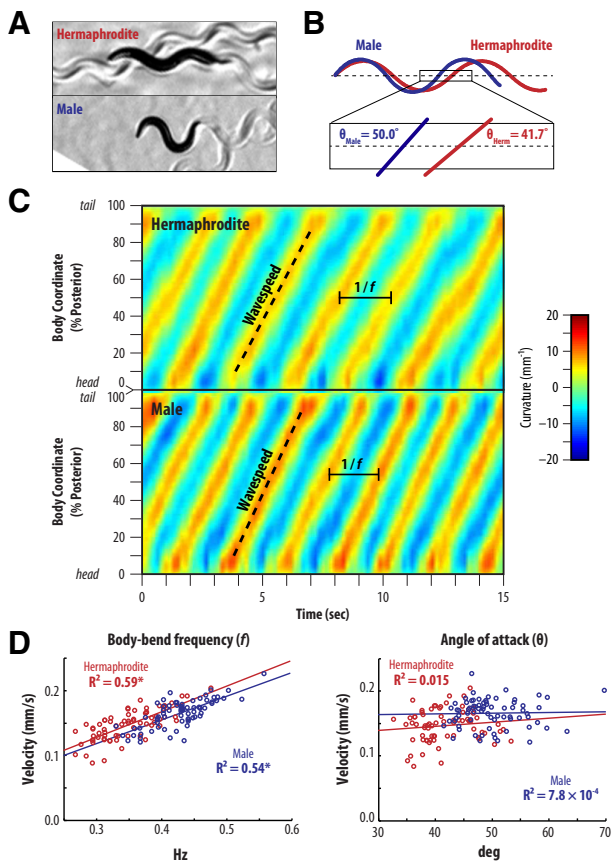 A
Hermaphrodite
Male
B
Male
Hermaphrodite
θMale = 50.0°
θHerm = 41.7°
C
tail
100
Hermaphrodite
80
60
40
20
0
head
Body Coordinate
(% Posterior)
Wavespeed
1 / f
tail
100
Male
80
60
40
20
0
head
Body Coordinate
(% Posterior)
Wavespeed
1 / f
0
5
10
15
Time (sec)
20
10
0
−10
−20
Curvature (mm⁻¹)
D
Body-bend frequency (f)
Hermaphrodite
R² = 0.59*
Male
R² = 0.54*
Velocity (mm/s)
0.2
0.1
0.0
0.3
0.4
0.5
0.6
Hz
Angle of attack (θ)
Hermaphrodite
R² = 0.015
Male
R² = 7.8 × 10⁻⁴
Velocity (mm/s)
0.2
0.1
0.0
30
40
50
60
70
deg